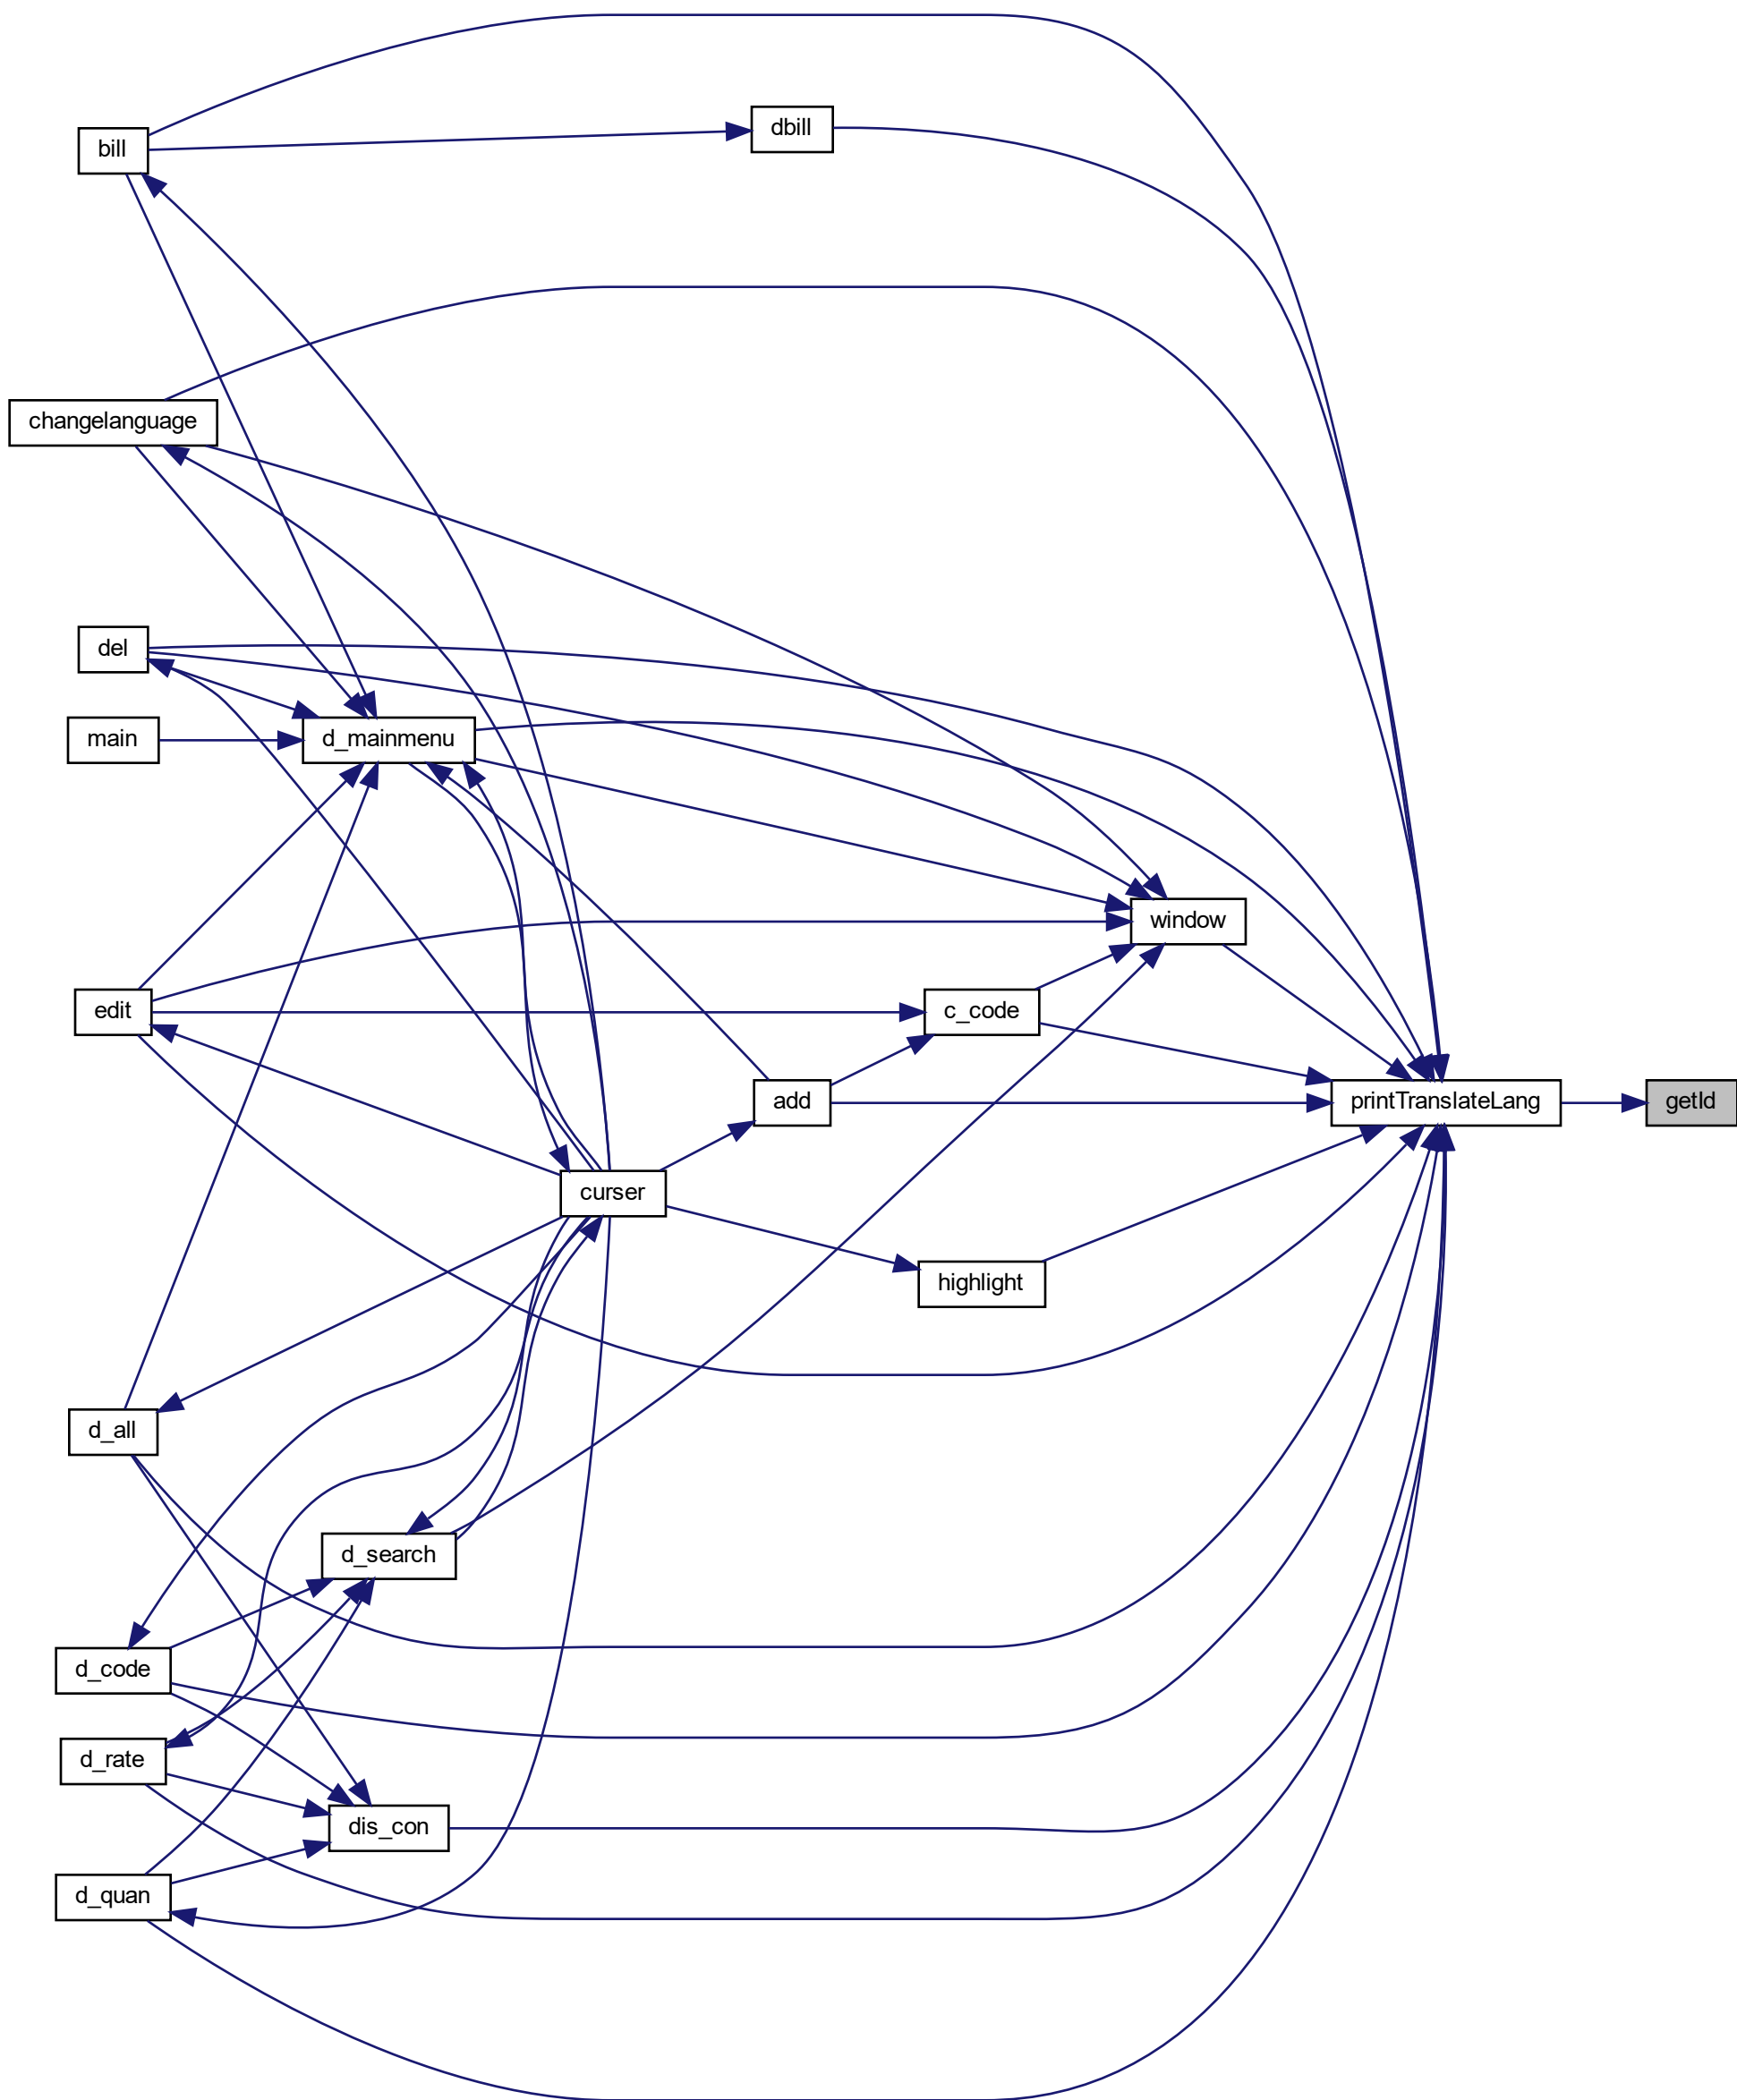 dbill
bill
changelanguage
del
main
d_mainmenu
window
edit
c_code
add
printTranslateLang
getId
curser
highlight
d_all
d_search
d_code
d_rate
dis_con
d_quan